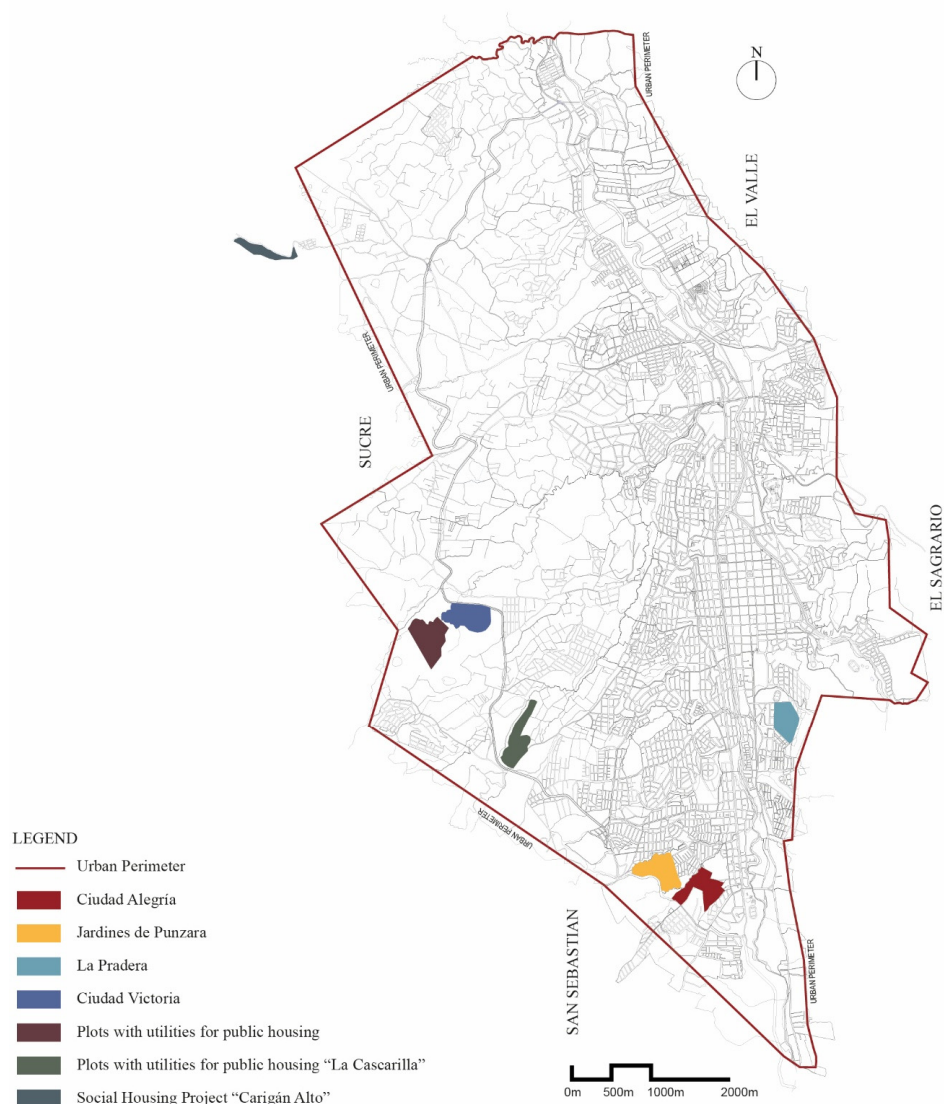 N
URBAN PERIMETER
EL VALLE
URBAN PERIMETER
SUCRE
EL SAGRARIO
URBAN PERIMETER
SAN SEBASTIAN
URBAN PERIMETER
LEGEND
Urban Perimeter
Ciudad Alegría
Jardines de Punzara
La Pradera
Ciudad Victoria
Plots with utilities for public housing
Plots with utilities for public housing “La Cascarilla”
Social Housing Project “Carigán Alto”
0m 500m 1000m 2000m